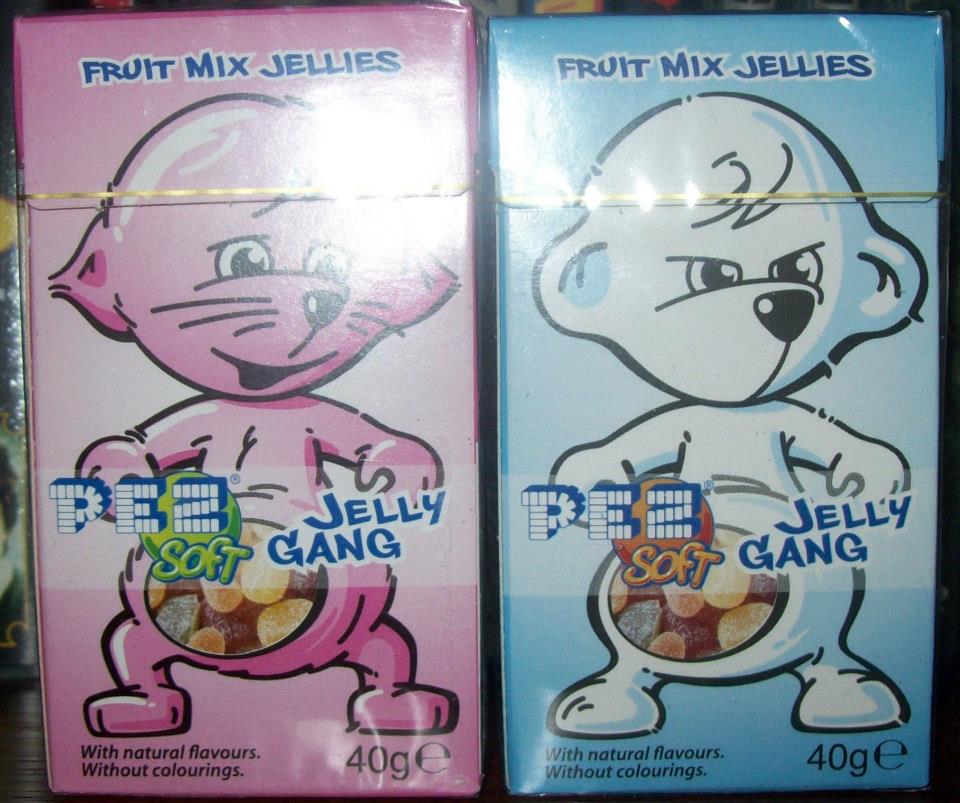 FRUIT MIX JELLIES
PEZ®
SOFT
JELLY
GANG
With natural flavours.
Without colourings.
40g℮
FRUIT MIX JELLIES
PEZ®
SOFT
JELLY
GANG
With natural flavours.
Without colourings.
40g℮